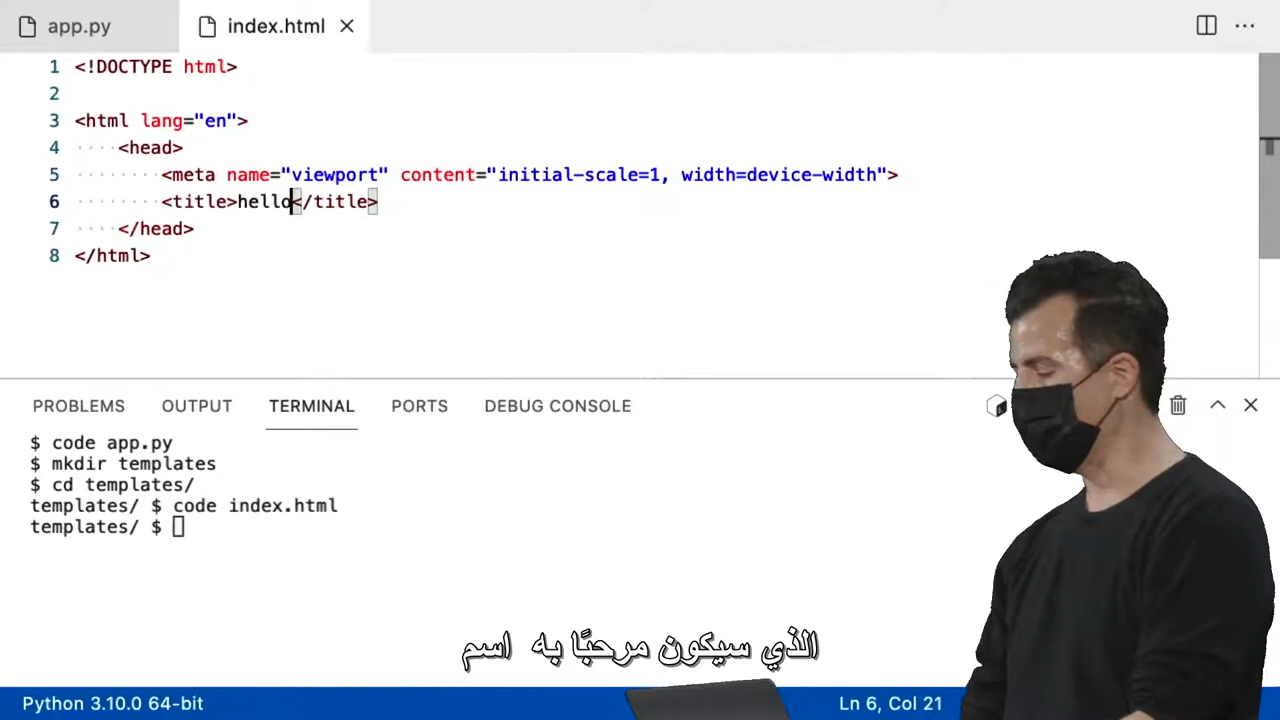 app.py
index.html
1 <!DOCTYPE html>
2
3 <html lang="en">
4 ····<head>
5 ········<meta name="viewport" content="initial-scale=1, width=device-width">
6 ········<title>hello</title>
7 ····</head>
8 </html>
PROBLEMS OUTPUT TERMINAL PORTS DEBUG CONSOLE
$ code app.py
$ mkdir templates
$ cd templates/
templates/ $ code index.html
templates/ $
الذي سيكون مرحبًا به اسم
Python 3.10.0 64-bit
Ln 6, Col 21